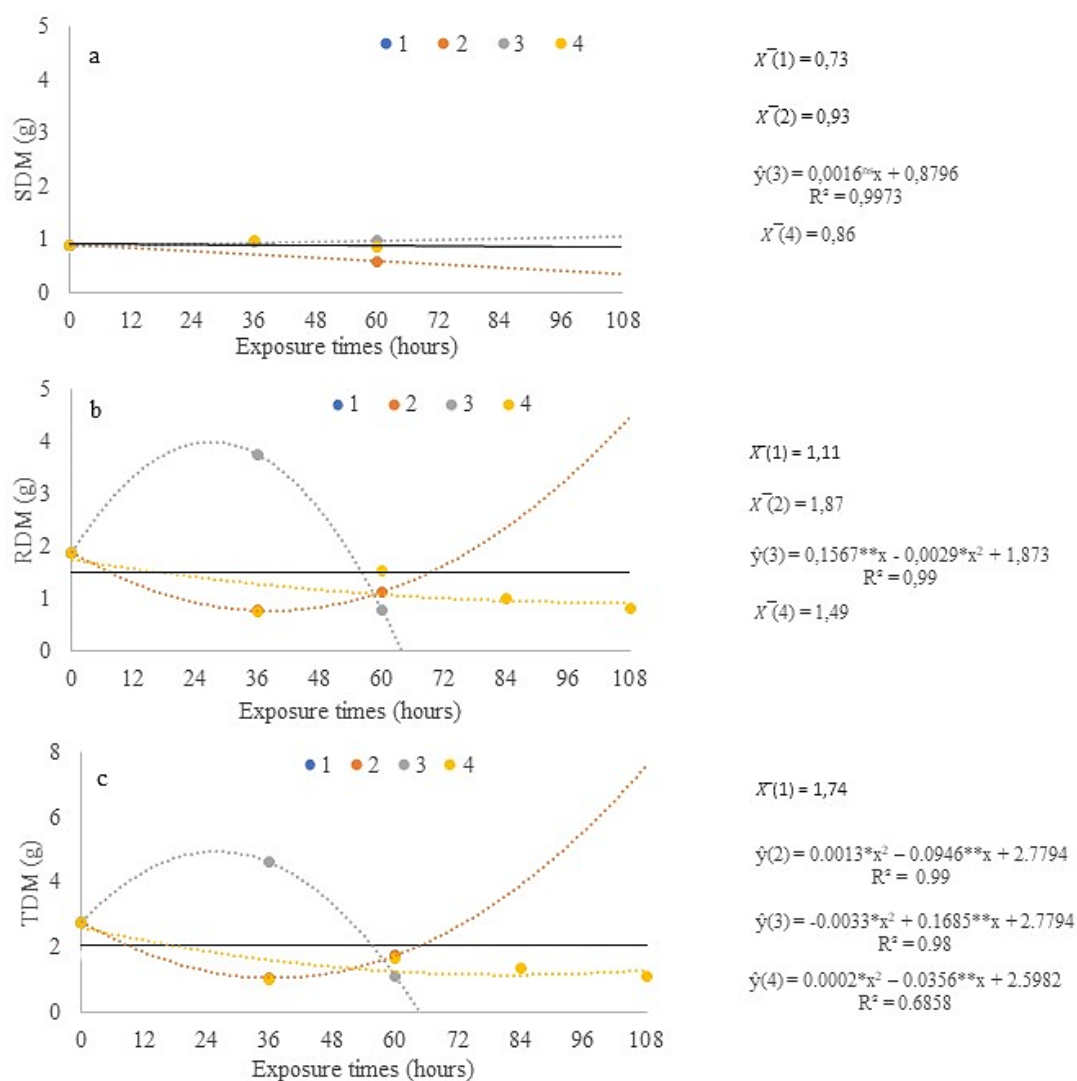 5
a
1 2 3 4
4
SDM (g)
3
2
1
0
0 12 24 36 48 60 72 84 96 108
Exposure times (hours)
X̅(1) = 0,73
X̅(2) = 0,93
ŷ(3) = 0,0016ⁿˢx + 0,8796
R² = 0,9973
X̅(4) = 0,86
5
b
1 2 3 4
4
RDM (g)
3
2
1
0
0 12 24 36 48 60 72 84 96 108
Exposure times (hours)
X̅(1) = 1,11
X̅(2) = 1,87
ŷ(3) = 0,1567**x - 0,0029*x² + 1,873
R² = 0,99
X̅(4) = 1,49
8
c
1 2 3 4
6
TDM (g)
4
2
0
0 12 24 36 48 60 72 84 96 108
Exposure times (hours)
X̅(1) = 1,74
ŷ(2) = 0.0013*x² – 0.0946**x + 2.7794
R² = 0.99
ŷ(3) = -0.0033*x² + 0.1685**x + 2.7794
R² = 0.98
ŷ(4) = 0.0002*x² – 0.0356**x + 2.5982
R² = 0.6858